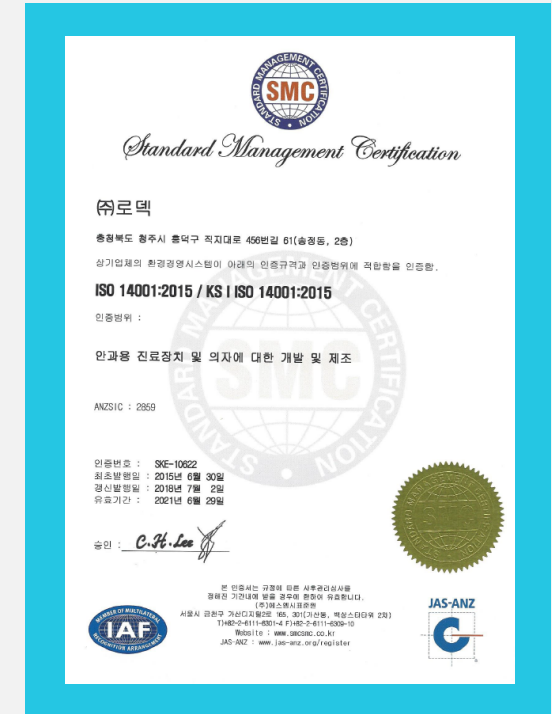 STANDARD MANAGEMENT CERTIFICATION
SMC
Standard Management Certification
㈜로덱
충청북도 청주시 흥덕구 직지대로 456번길 61(송정동, 2층)
상기업체의 환경경영시스템이 아래의 인증규격과 인증범위에 적합함을 인증함.
ISO 14001:2015 / KS I ISO 14001:2015
인증범위 :
안과용 진료장치 및 의자에 대한 개발 및 제조
ANZSIC : 2859
인증번호 : SKE-10622
최초발행일 : 2015년 6월 30일
갱신발행일 : 2018년 7월 2일
유효기간 : 2021년 6월 29일
승인 : C.H.Lee
본 인증서는 규정에 따른 사후관리심사를
정해진 기간내에 받을 경우에 한하여 유효합니다.
(주)에스엠시표준원
서울시 금천구 가산디지털2로 165, 301(가산동, 백상스타타워 2차)
T)+82-2-6111-6301~4 F)+82-2-6111-6309~10
Website : www.smcsmc.co.kr
JAS-ANZ : www.jas-anz.org/register
MEMBER OF MULTILATERAL
IAF
RECOGNITION ARRANGEMENT
JAS-ANZ
C